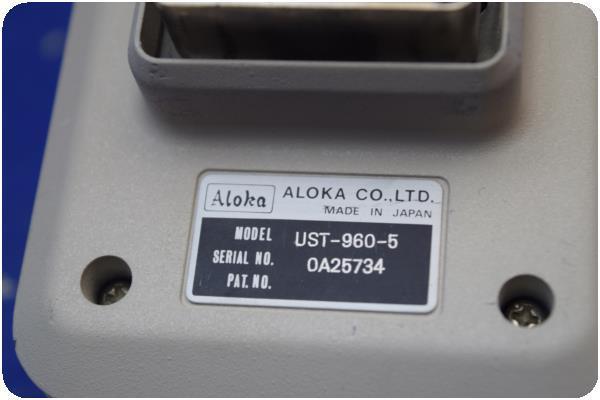 Aloka ALOKA CO.,LTD.
MADE IN JAPAN
MODEL UST-960-5
SERIAL NO. 0A25734
PAT. NO.